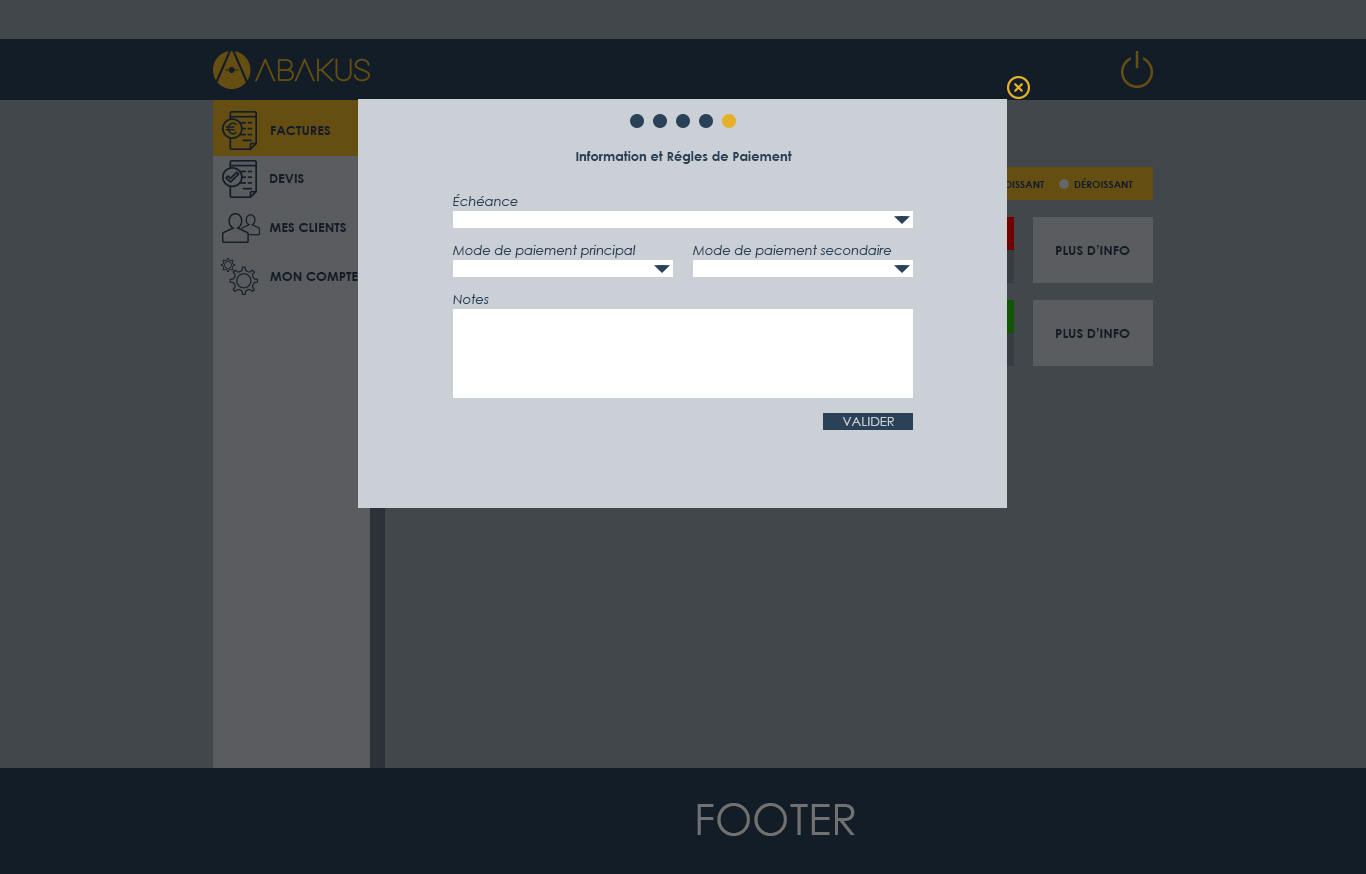 ABAKUS
FACTURES
DEVIS
MES CLIENTS
MON COMPTE
Information et Régles de Paiement
Échéance
Mode de paiement principal
Mode de paiement secondaire
Notes
VALIDER
DÉROISSANT
PLUS D'INFO
PLUS D'INFO
FOOTER